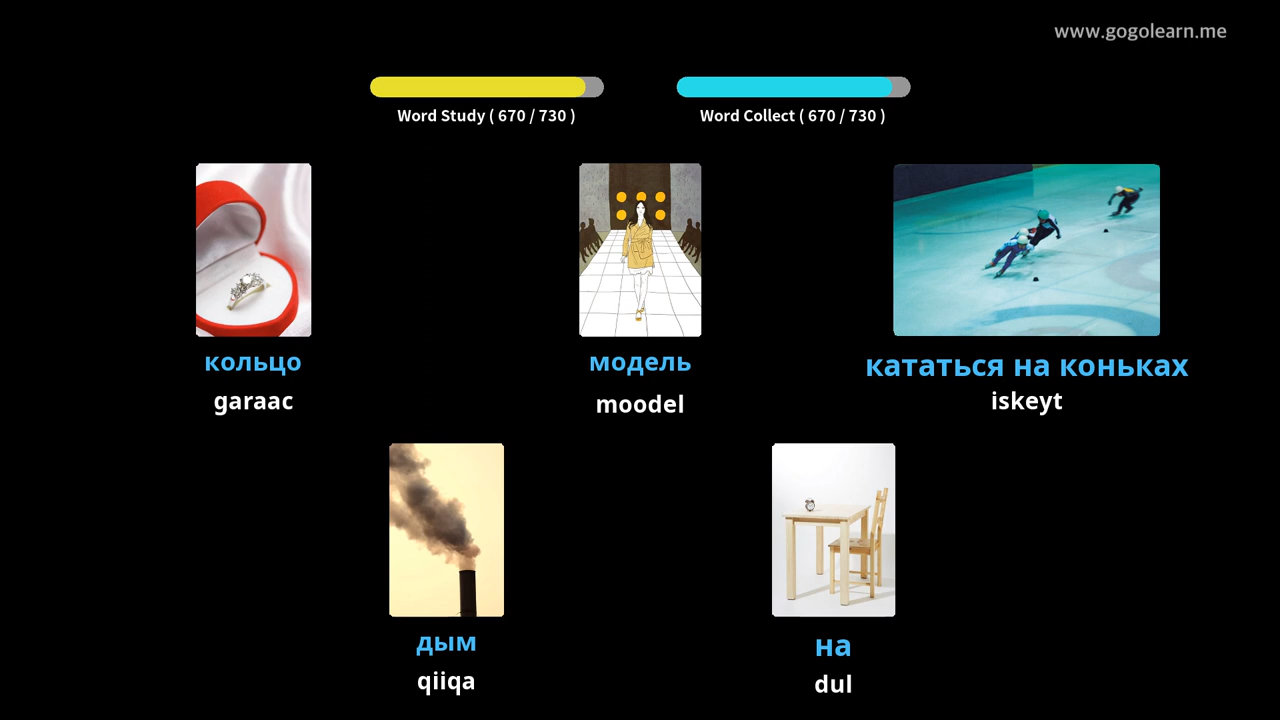 www.gogolearn.me
Word Study ( 670 / 730 )
Word Collect ( 670 / 730 )
кольцо
garaac
модель
moodel
кататься на коньках
iskeyt
дым
qiiqa
на
dul